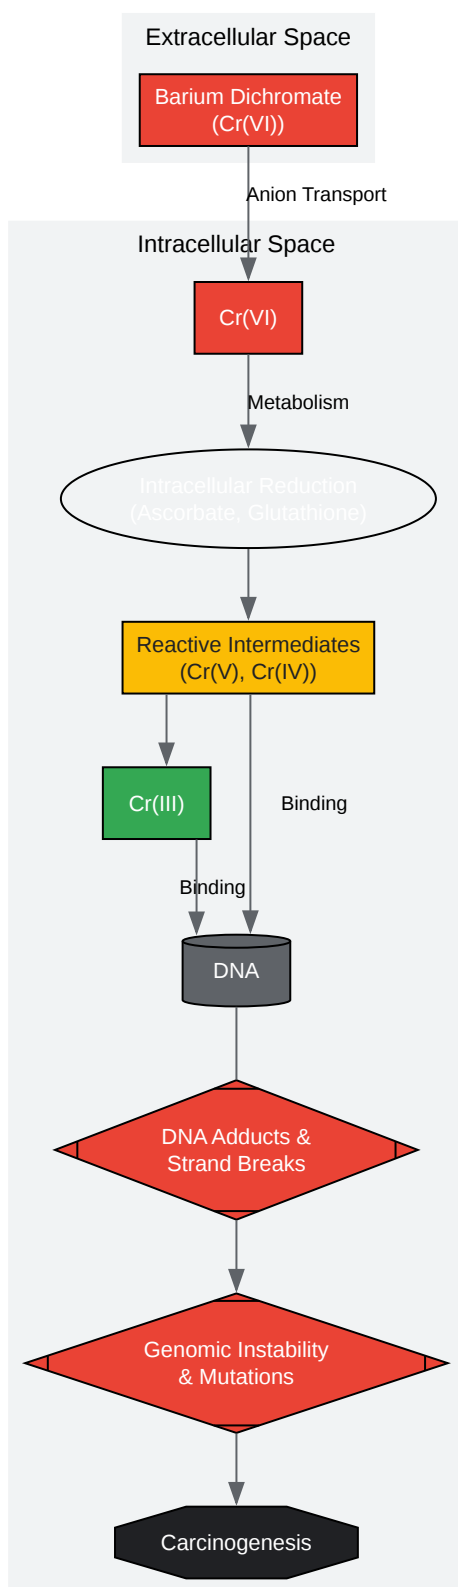 Extracellular Space
Barium Dichromate
(Cr(VI))
Anion Transport
Intracellular Space
Cr(VI)
Metabolism
Intracellular Reduction
(Ascorbate, Glutathione)
Reactive Intermediates
(Cr(V), Cr(IV))
Cr(III)
Binding
Binding
DNA
DNA Adducts &
Strand Breaks
Genomic Instability
& Mutations
Carcinogenesis